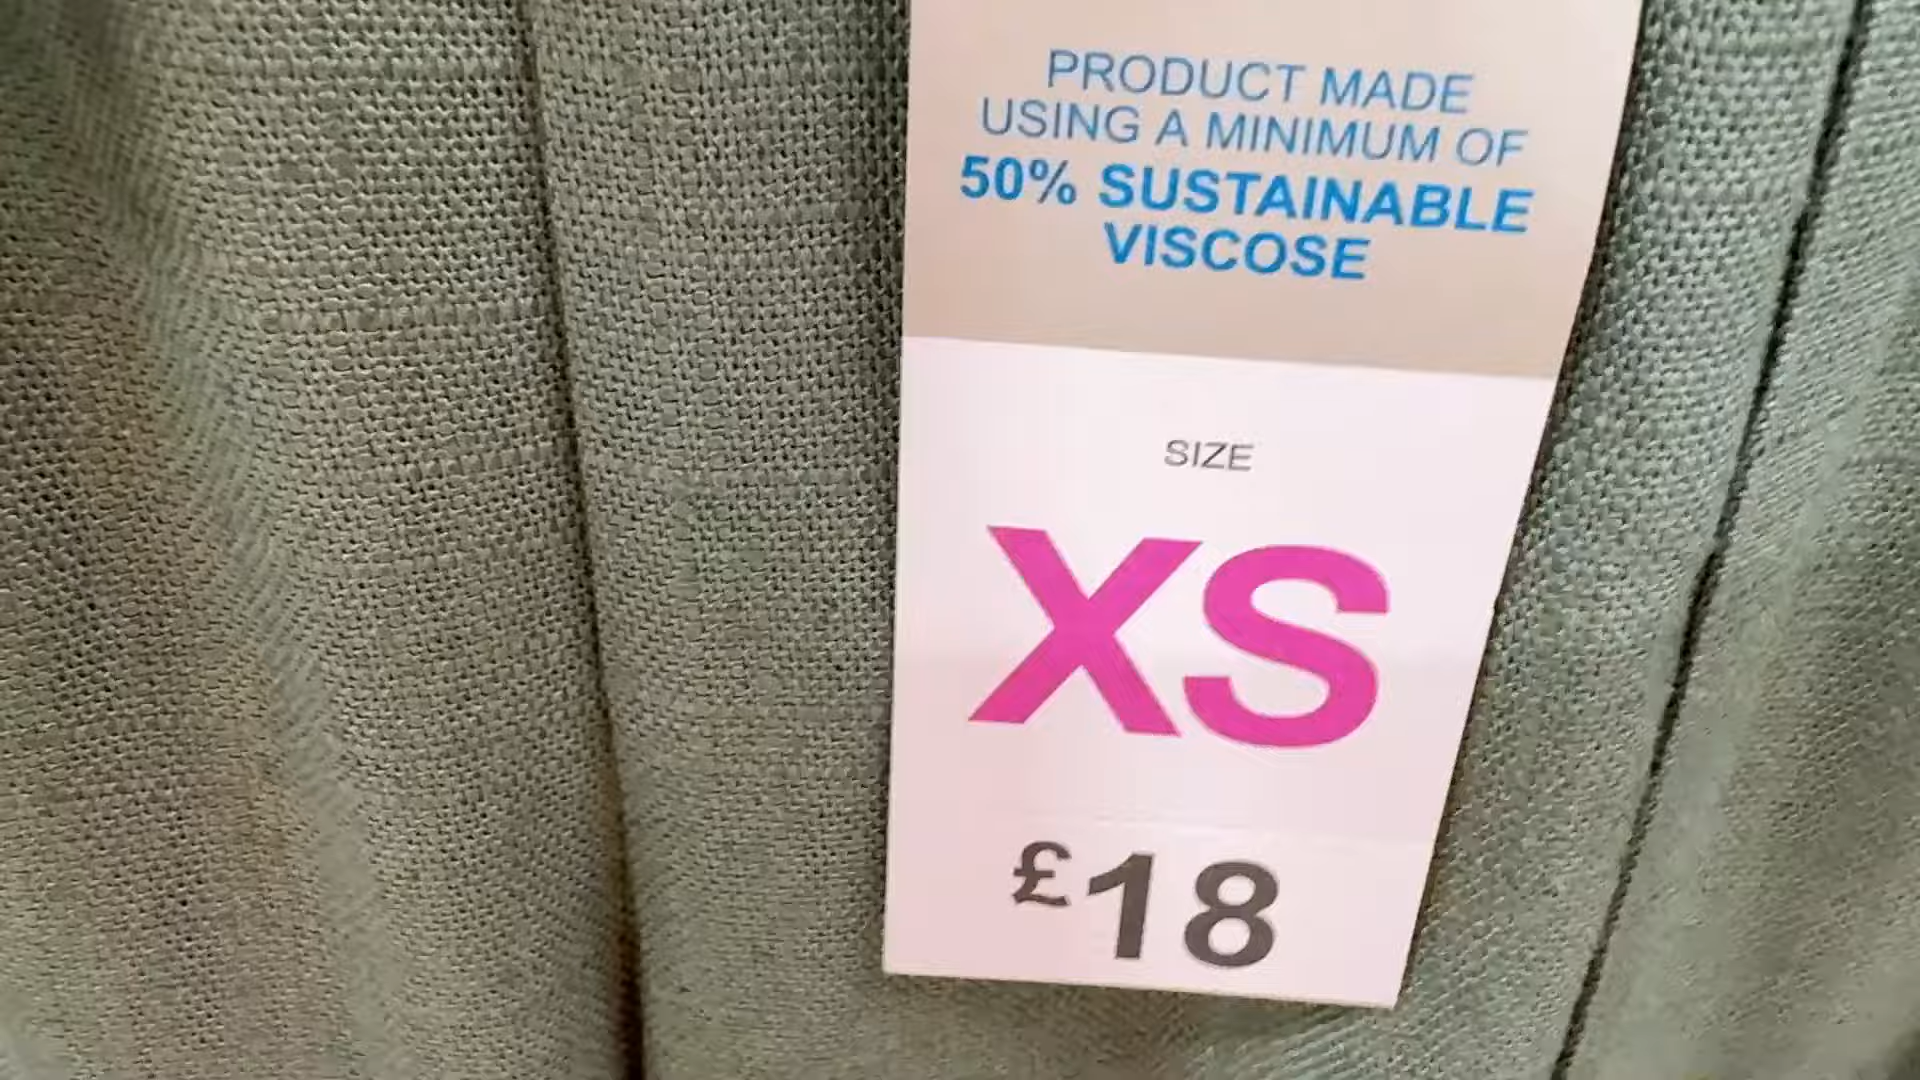 PRODUCT MADE
USING A MINIMUM OF
50% SUSTAINABLE
VISCOSE
SIZE
XS
£18